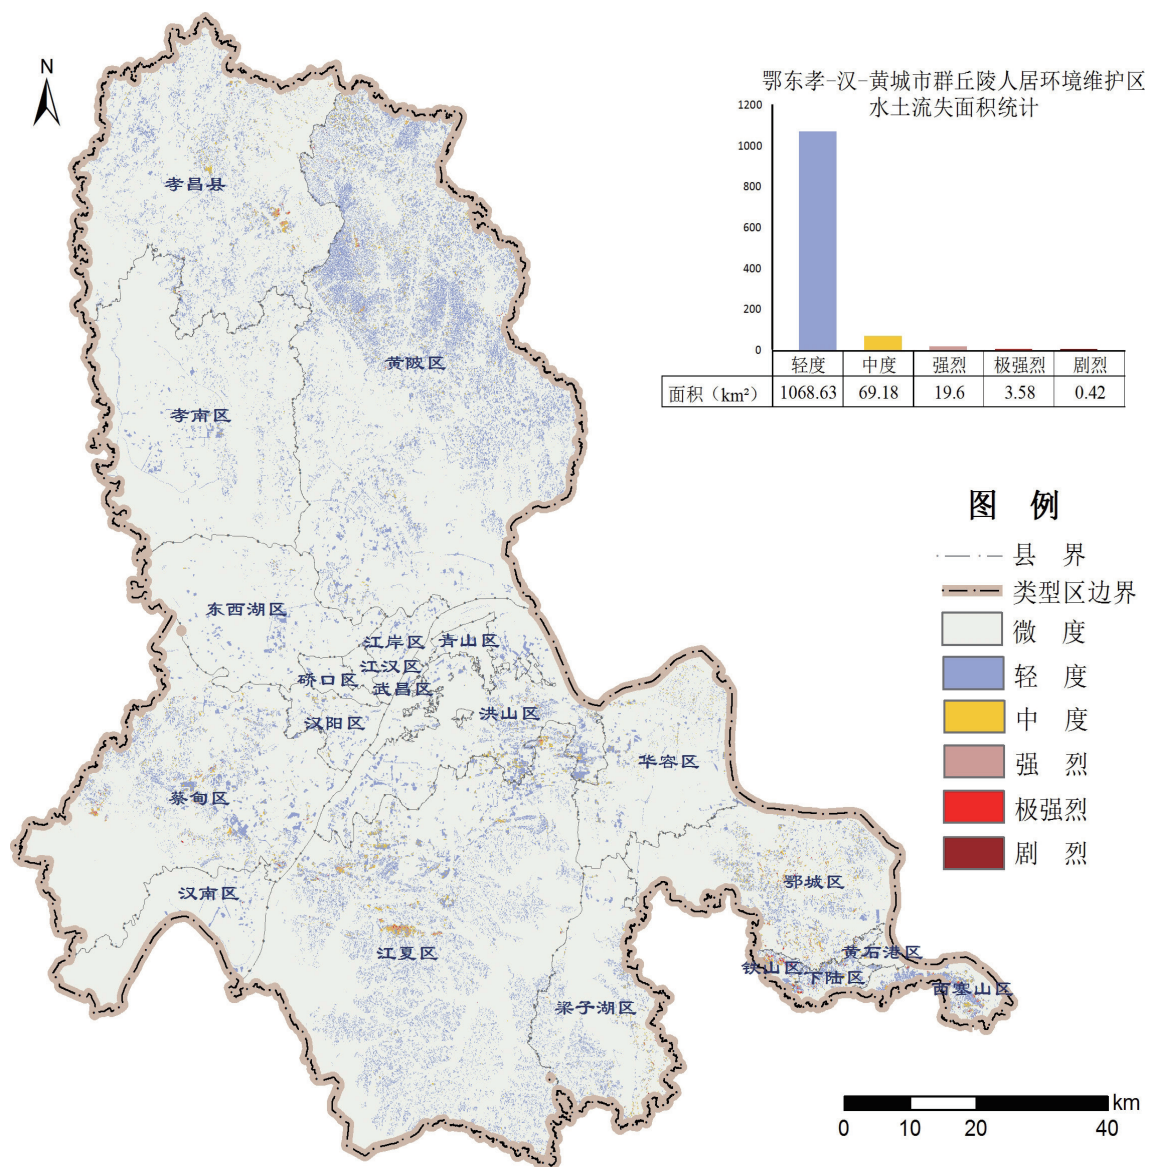 N
鄂东孝-汉-黄城市群丘陵人居环境维护区
水土流失面积统计
1200
1000
800
600
400
200
0
轻度 中度 强烈 极强烈 剧烈
面积（km²） 1068.63 69.18 19.6 3.58 0.42
孝昌县
黄陂区
孝南区
东西湖区
江岸区
青山区
江汉区
硚口区
武昌区
汉阳区
洪山区
华容区
蔡甸区
汉南区
鄂城区
江夏区
黄石港区
铁山区
下陆区
西塞山区
梁子湖区
图 例
县 界
类型区边界
微 度
轻 度
中 度
强 烈
极强烈
剧 烈
km
0 10 20 40